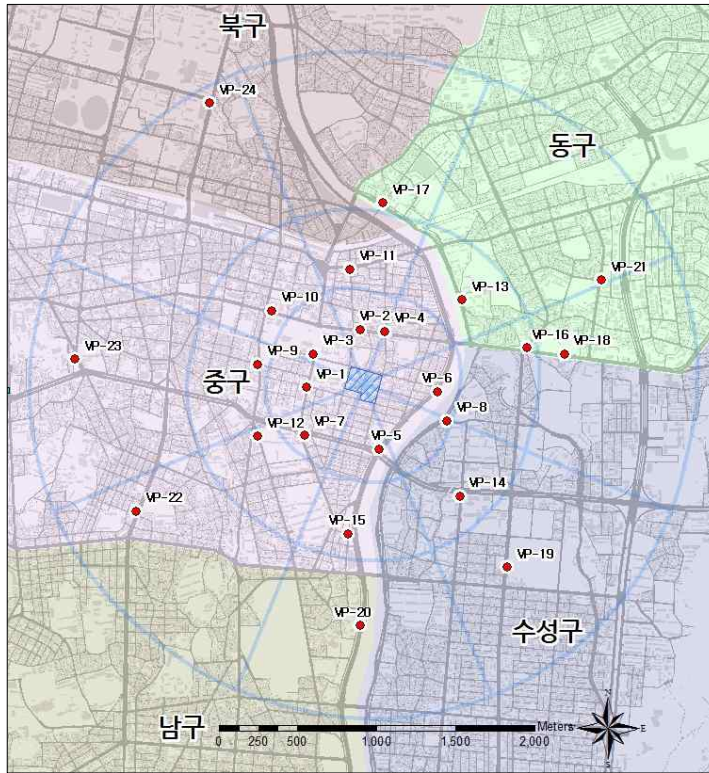 북구
VP-24
동구
VP-17
VP-11
VP-21
VP-13
VP-10
VP-2
VP-4
VP-3
VP-16
VP-18
VP-23
VP-9
중구
VP-1
VP-6
VP-8
VP-12
VP-7
VP-5
VP-14
VP-22
VP-15
VP-19
VP-20
수성구
남구
Meters
0 250 500 1,000 1,500 2,000
N
W E
S